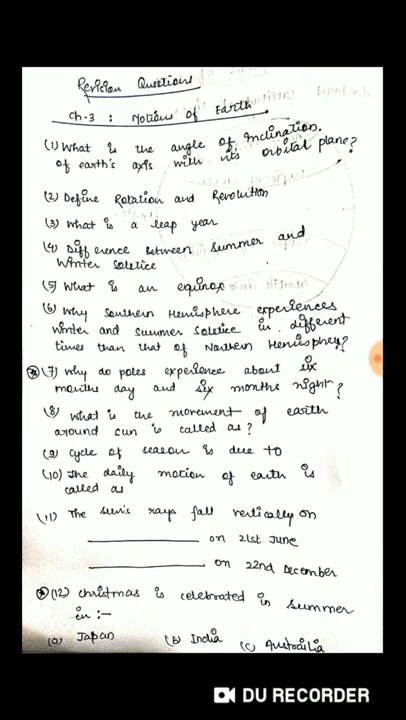 Revision Questions
Ch-3 : Motions of Earth
(1) What is the angle of inclination.
of earth's axis with its orbital plane?
(2) Define Rotation and Revolution
(3) What is a leap year
(4) Difference between summer and
winter solstice
(5) What is an equinox
(6) Why Southern Hemisphere experiences
winter and summer solstice in different
times than that of Northern Hemisphey?
(7) Why do poles experience about six
months day and six months night?
(8) What is the movement of earth
around sun is called as?
(9) Cycle of season is due to
(10) The daily motion of earth is
called as
(11) The sun's rays fall vertically on
____________ on 21st June
____________ on 22nd December
(12) Christmas is celebrated in summer
in :-
(a) Japan (b) India (c) Austrailia
DU RECORDER